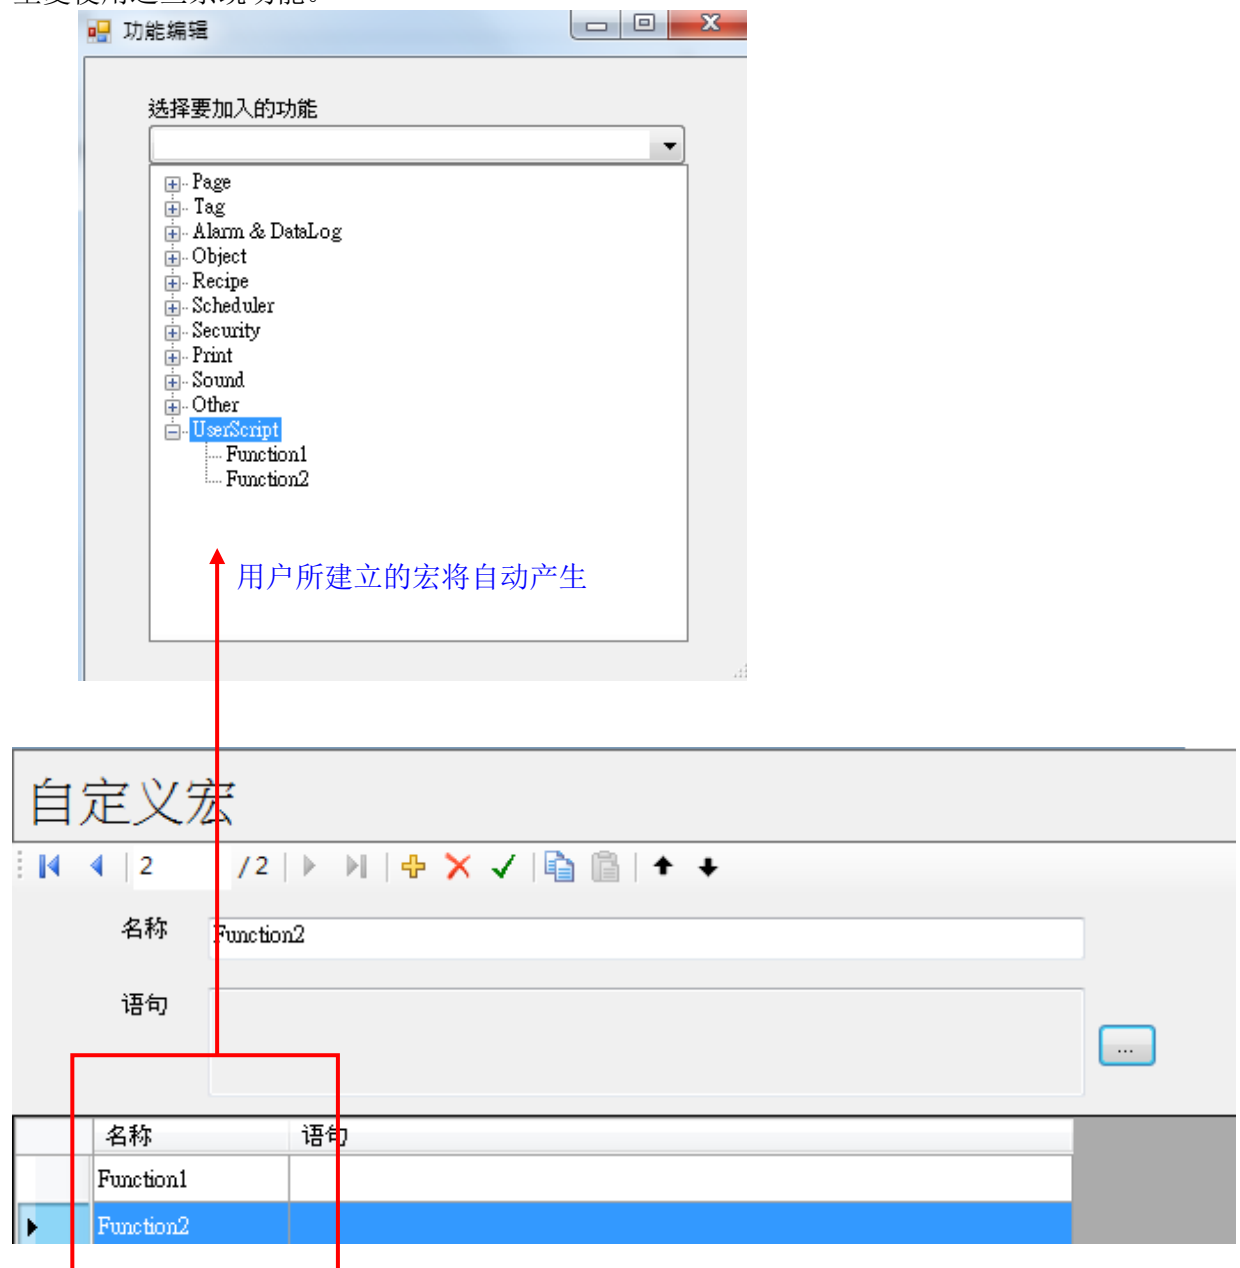 功能编辑
选择要加入的功能
Page
Tag
Alarm & DataLog
Object
Recipe
Scheduler
Security
Print
Sound
Other
UserScript
Function1
Function2
用户所建立的宏将自动产生
自定义宏
2 / 2
名称 Function2
语句
...
名称 语句
Function1
Function2